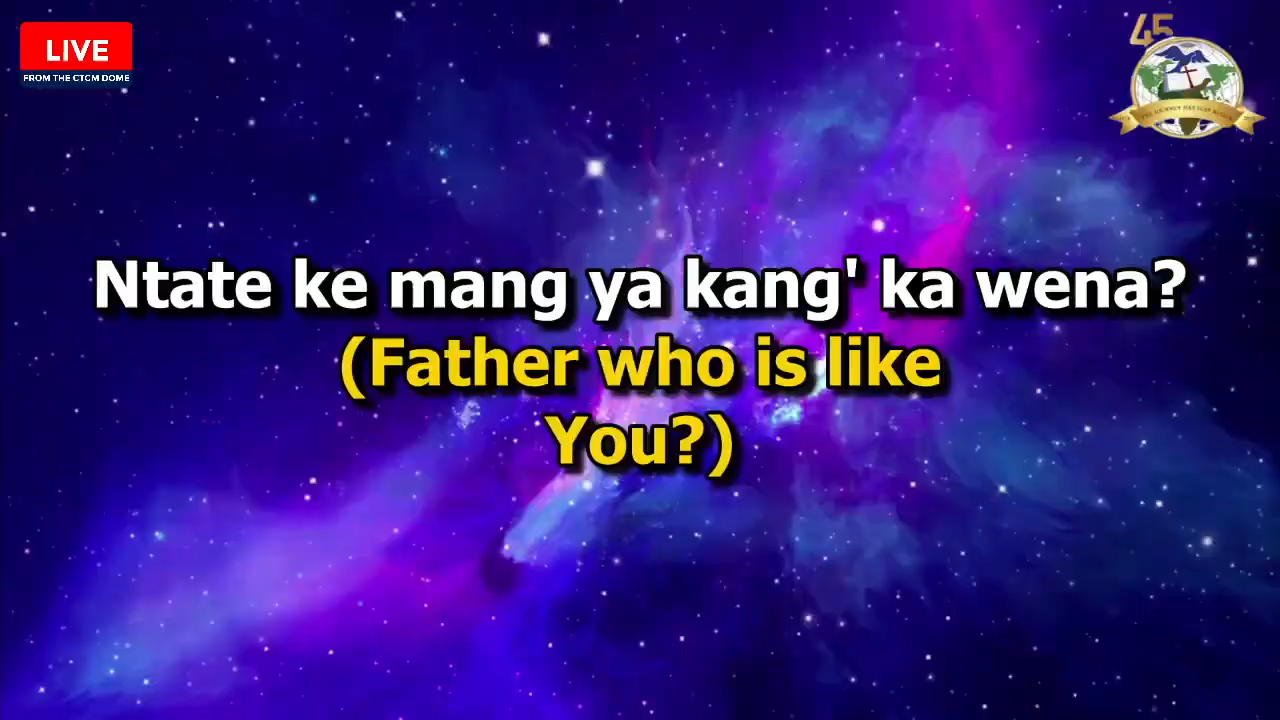 LIVE
FROM THE CTCM DOME
45
Ntate ke mang ya kang' ka wena?
(Father who is like
You?)